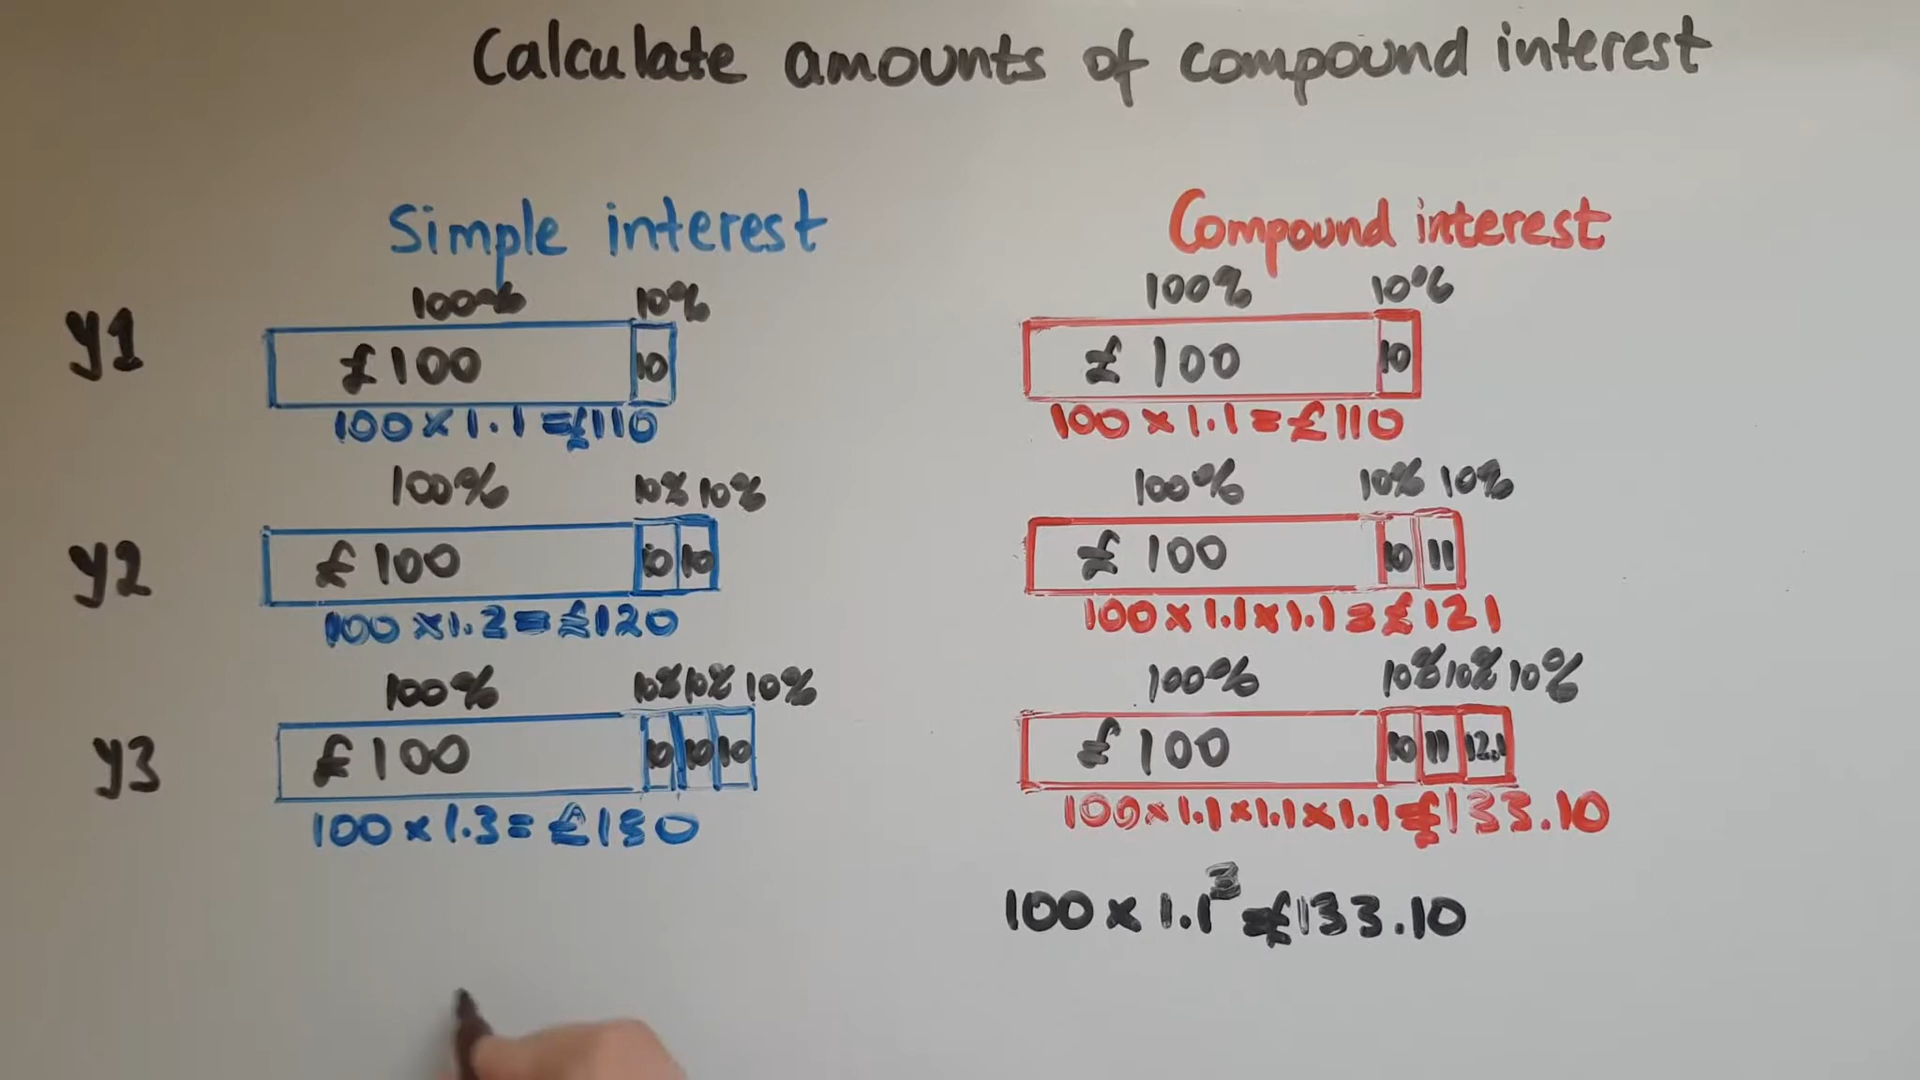 Calculate amounts of compound interest
Simple interest
100% 10%
y1
£100 10
100 x 1.1 = £110
100% 10% 10%
y2
£100 10 10
100 x 1.2 = £120
100% 10% 10% 10%
y3
£100 10 10 10
100 x 1.3 = £130
Compound interest
100% 10%
£100 10
100 x 1.1 = £110
100% 10% 10%
£100 10 11
100 x 1.1 x 1.1 = £121
100% 10% 10% 10%
£100 10 11 12.1
100 x 1.1 x 1.1 x 1.1 = £133.10
100 x 1.1³ = £133.10